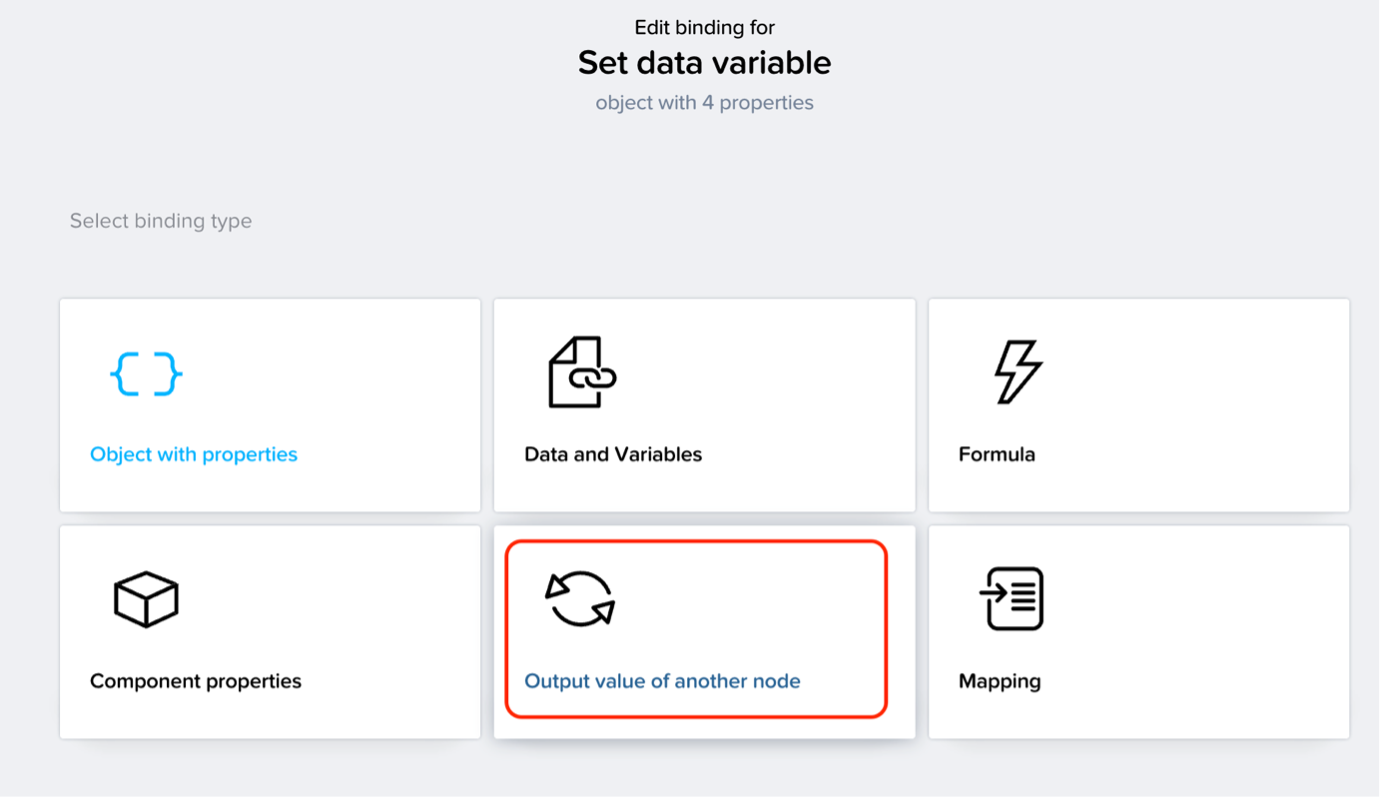 Edit binding for
Set data variable
object with 4 properties
Select binding type
Object with properties
Data and Variables
Formula
Component properties
Output value of another node
Mapping